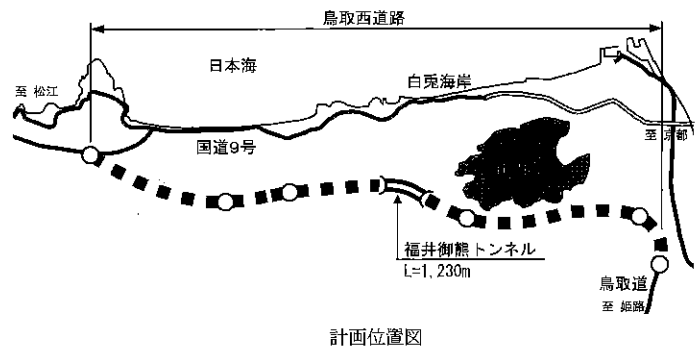 鳥取西道路
日本海
至 松江
白兎海岸
国道9号
至 京都
福井御熊トンネル
L=1,230m
鳥取道
至 姫路
計画位置図